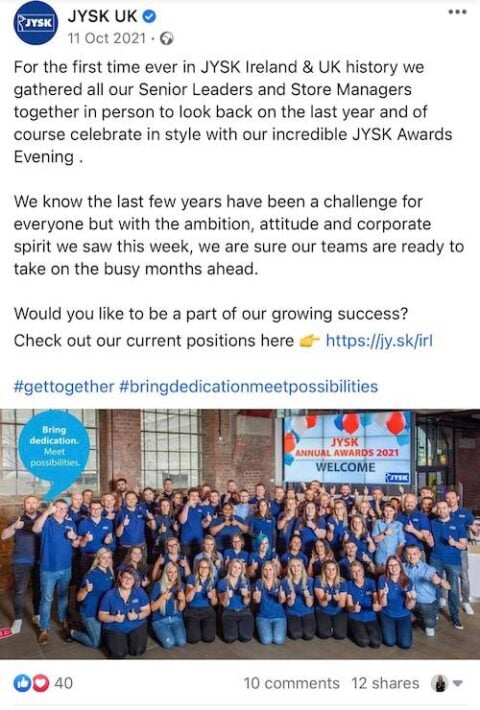 JYSK
JYSK UK
11 Oct 2021 ·
For the first time ever in JYSK Ireland & UK history we
gathered all our Senior Leaders and Store Managers
together in person to look back on the last year and of
course celebrate in style with our incredible JYSK Awards
Evening .
We know the last few years have been a challenge for
everyone but with the ambition, attitude and corporate
spirit we saw this week, we are sure our teams are ready to
take on the busy months ahead.
Would you like to be a part of our growing success?
Check out our current positions here 👉 https://jy.sk/irl
#gettogether #bringdedicationmeetpossibilities
Bring
dedication.
Meet
possibilities.
JYSK
ANNUAL AWARDS 2021
WELCOME
JYSK
40
10 comments 12 shares